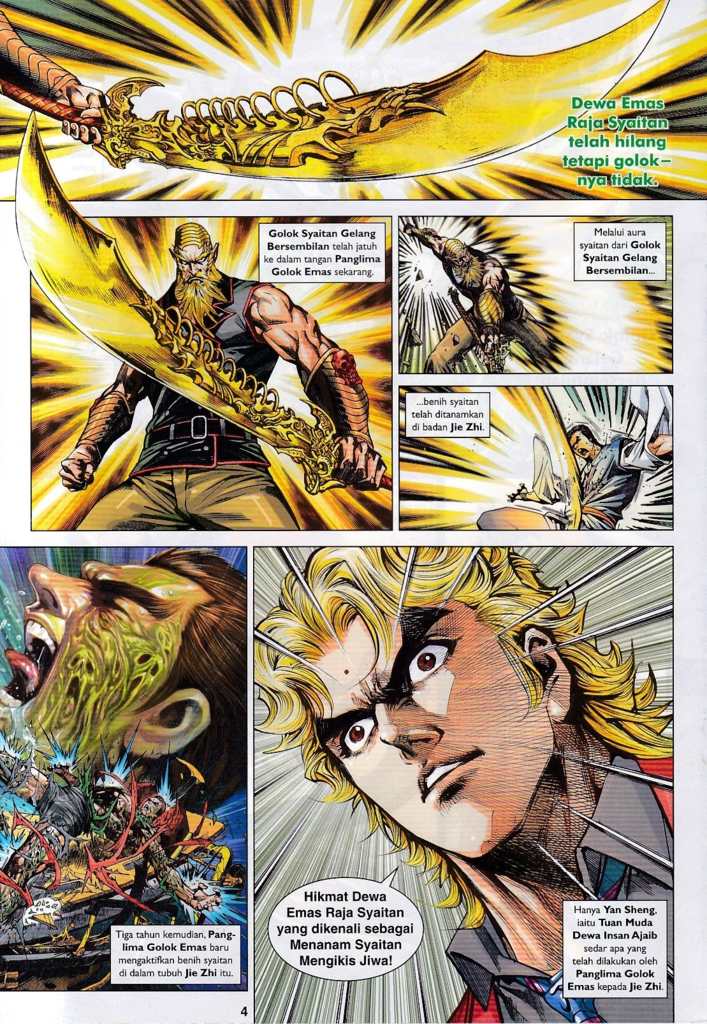 Dewa Emas
Raja Syaitan
telah hilang
tetapi golok-
nya tidak.
Golok Syaitan Gelang
Bersembilan telah jatuh
ke dalam tangan Panglima
Golok Emas sekarang.
Melalui aura
syaitan dari Golok
Syaitan Gelang
Bersembilan...
...benih syaitan
telah ditanamkan
di badan Jie Zhi.
Tiga tahun kemudian, Pang-
lima Golok Emas baru
mengaktifkan benih syaitan
di dalam tubuh Jie Zhi itu.
Hikmat Dewa
Emas Raja Syaitan
yang dikenali sebagai
Menanam Syaitan
Mengikis Jiwa!
Hanya Yan Sheng,
iaitu Tuan Muda
Dewa Insan Ajaib
sedar apa yang
telah dilakukan oleh
Panglima Golok
Emas kepada Jie Zhi.
4